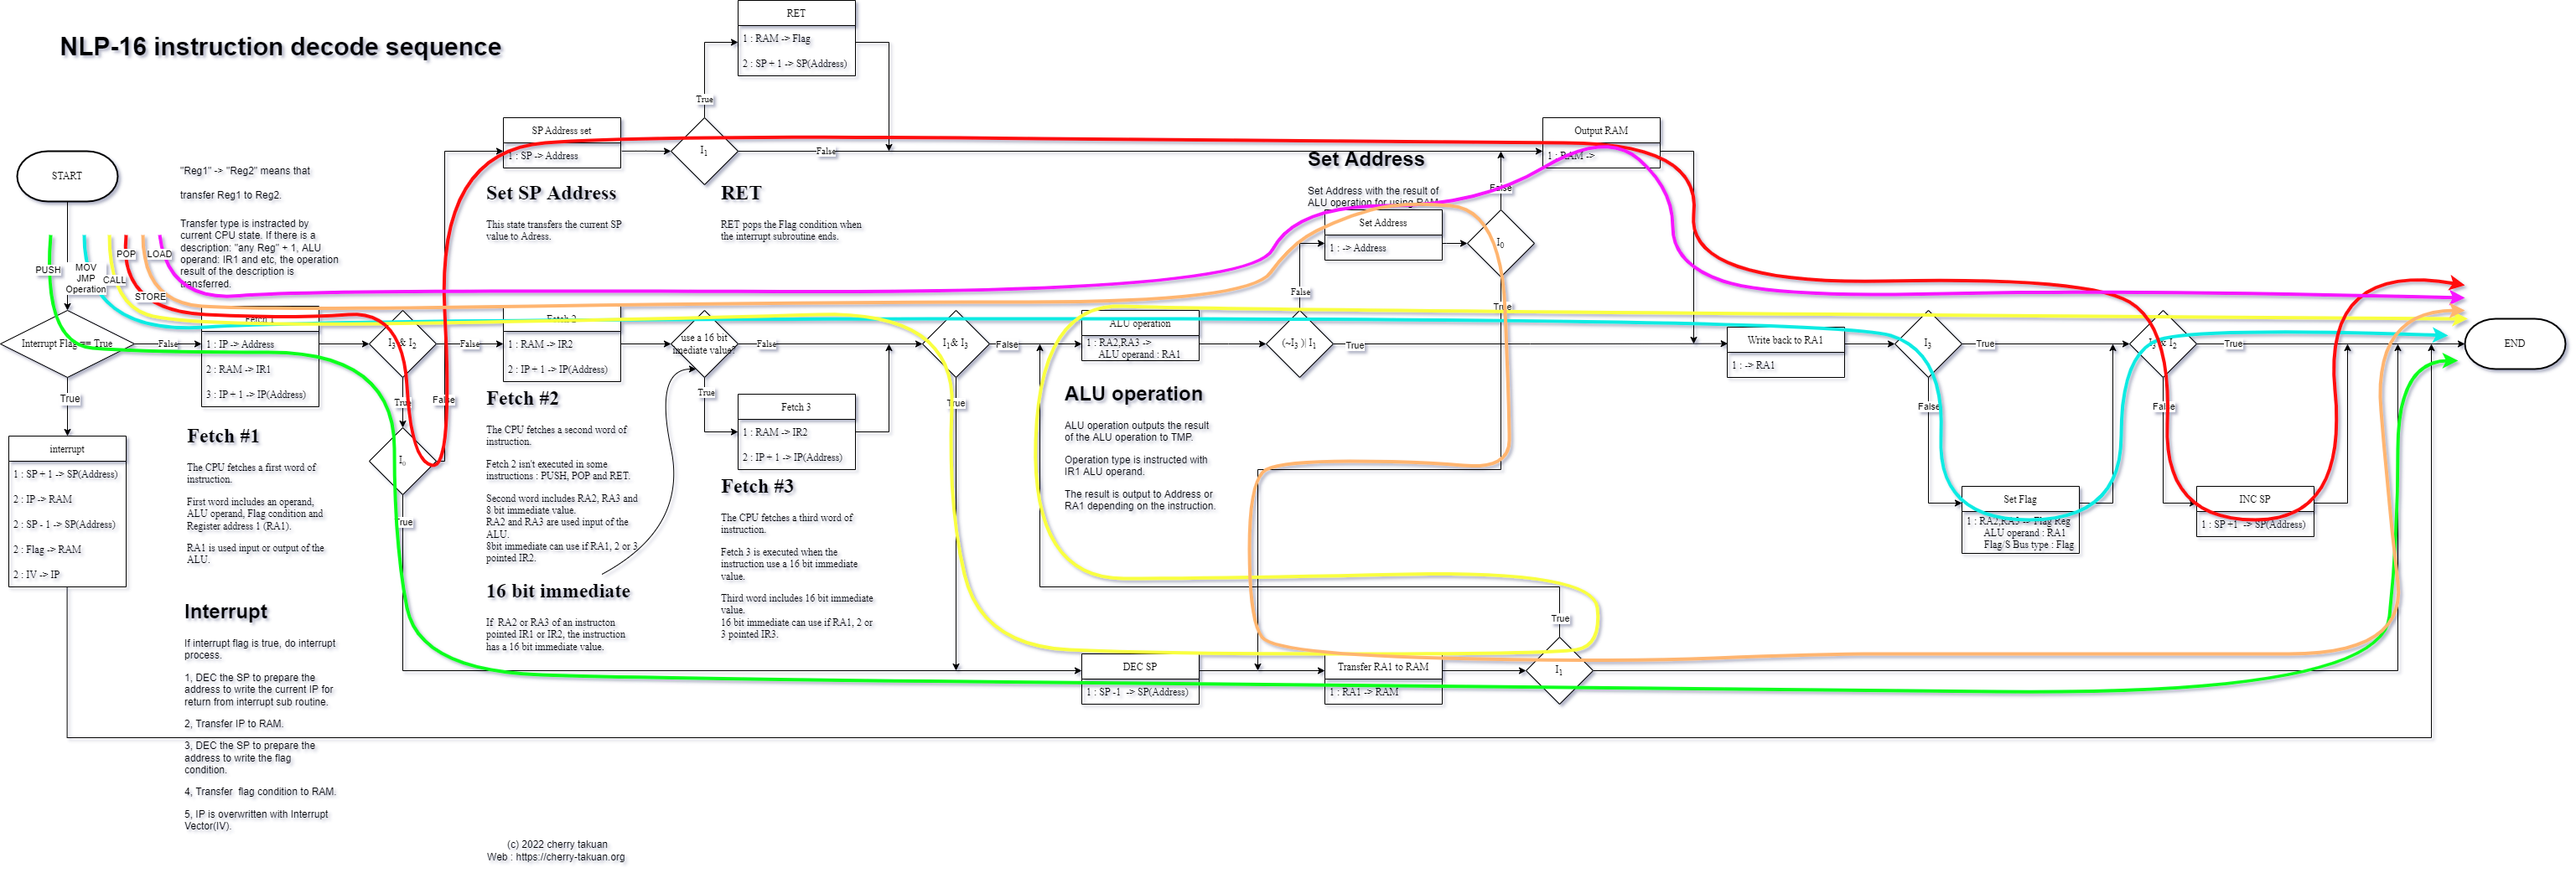 NLP-16 instruction decode sequence
RET
1 : RAM -> Flag
2 : SP + 1 -> SP(Address)
True
SP Address set
1 : SP -> Address
I1
False
Output RAM
1 : RAM ->
START
"Reg1" -> "Reg2" means that
transfer Reg1 to Reg2.
Transfer type is instracted by
current CPU state. If there is a
description: "any Reg" + 1, ALU
operand: IR1 and etc, the operation
result of the description is
transferred.
Set SP Address
This state transfers the current SP
value to Adress.
RET
RET pops the Flag condition when
the interrupt subroutine ends.
Set Address
Set Address with the result of
ALU operation for using RAM
False
Set Address
1 : -> Address
I0
False
True
PUSH
MOV
JMP
Operation
CALL
POP
STORE
LOAD
Interrupt Flag == True
False
True
Fetch 1
1 : IP -> Address
2 : RAM -> IR1
3 : IP + 1 -> IP(Address)
I3 & I2
False
True
False
Fetch 2
1 : RAM -> IR2
2 : IP + 1 -> IP(Address)
use a 16 bit
imediate value?
False
True
I1& I3
False
True
ALU operation
1 : RA2,RA3 ->
ALU operand : RA1
(~I3 )| I1
True
Write back to RA1
1 : -> RA1
I3
True
False
I3 & I2
True
False
END
Fetch #1
The CPU fetches a first word of
instruction.
First word includes an operand,
ALU operand, Flag condition and
Register address 1 (RA1).
RA1 is used input or output of the
ALU.
I0
True
Fetch #2
The CPU fetches a second word of
instruction.
Fetch 2 isn't executed in some
instructions : PUSH, POP and RET.
Second word includes RA2, RA3 and
8 bit immediate value.
RA2 and RA3 are used input of the
ALU.
8bit immediate can use if RA1, 2 or 3
pointed IR2.
Fetch 3
1 : RAM -> IR2
2 : IP + 1 -> IP(Address)
Fetch #3
The CPU fetches a third word of
instruction.
Fetch 3 is executed when the
instruction use a 16 bit immediate
value.
Third word includes 16 bit immediate
value.
16 bit immediate can use if RA1, 2 or
3 pointed IR3.
ALU operation
ALU operation outputs the result
of the ALU operation to TMP.
Operation type is instructed with
IR1 ALU operand.
The result is output to Address or
RA1 depending on the instruction.
Set Flag
1 : RA2,RA3 -> Flag Reg
ALU operand : RA1
Flag/S Bus type : Flag
INC SP
1 : SP +1 -> SP(Address)
interrupt
1 : SP + 1 -> SP(Address)
2 : IP -> RAM
2 : SP - 1 -> SP(Address)
2 : Flag -> RAM
2 : IV -> IP
16 bit immediate
If RA2 or RA3 of an instructon
pointed IR1 or IR2, the instruction
has a 16 bit immediate value.
Interrupt
If interrupt flag is true, do interrupt
process.
1, DEC the SP to prepare the
address to write the current IP for
return from interrupt sub routine.
2, Transfer IP to RAM.
3, DEC the SP to prepare the
address to write the flag
condition.
4, Transfer flag condition to RAM.
5, IP is overwritten with Interrupt
Vector(IV).
DEC SP
1 : SP -1 -> SP(Address)
Transfer RA1 to RAM
1 : RA1 -> RAM
I1
True
(c) 2022 cherry takuan
Web : https://cherry-takuan.org